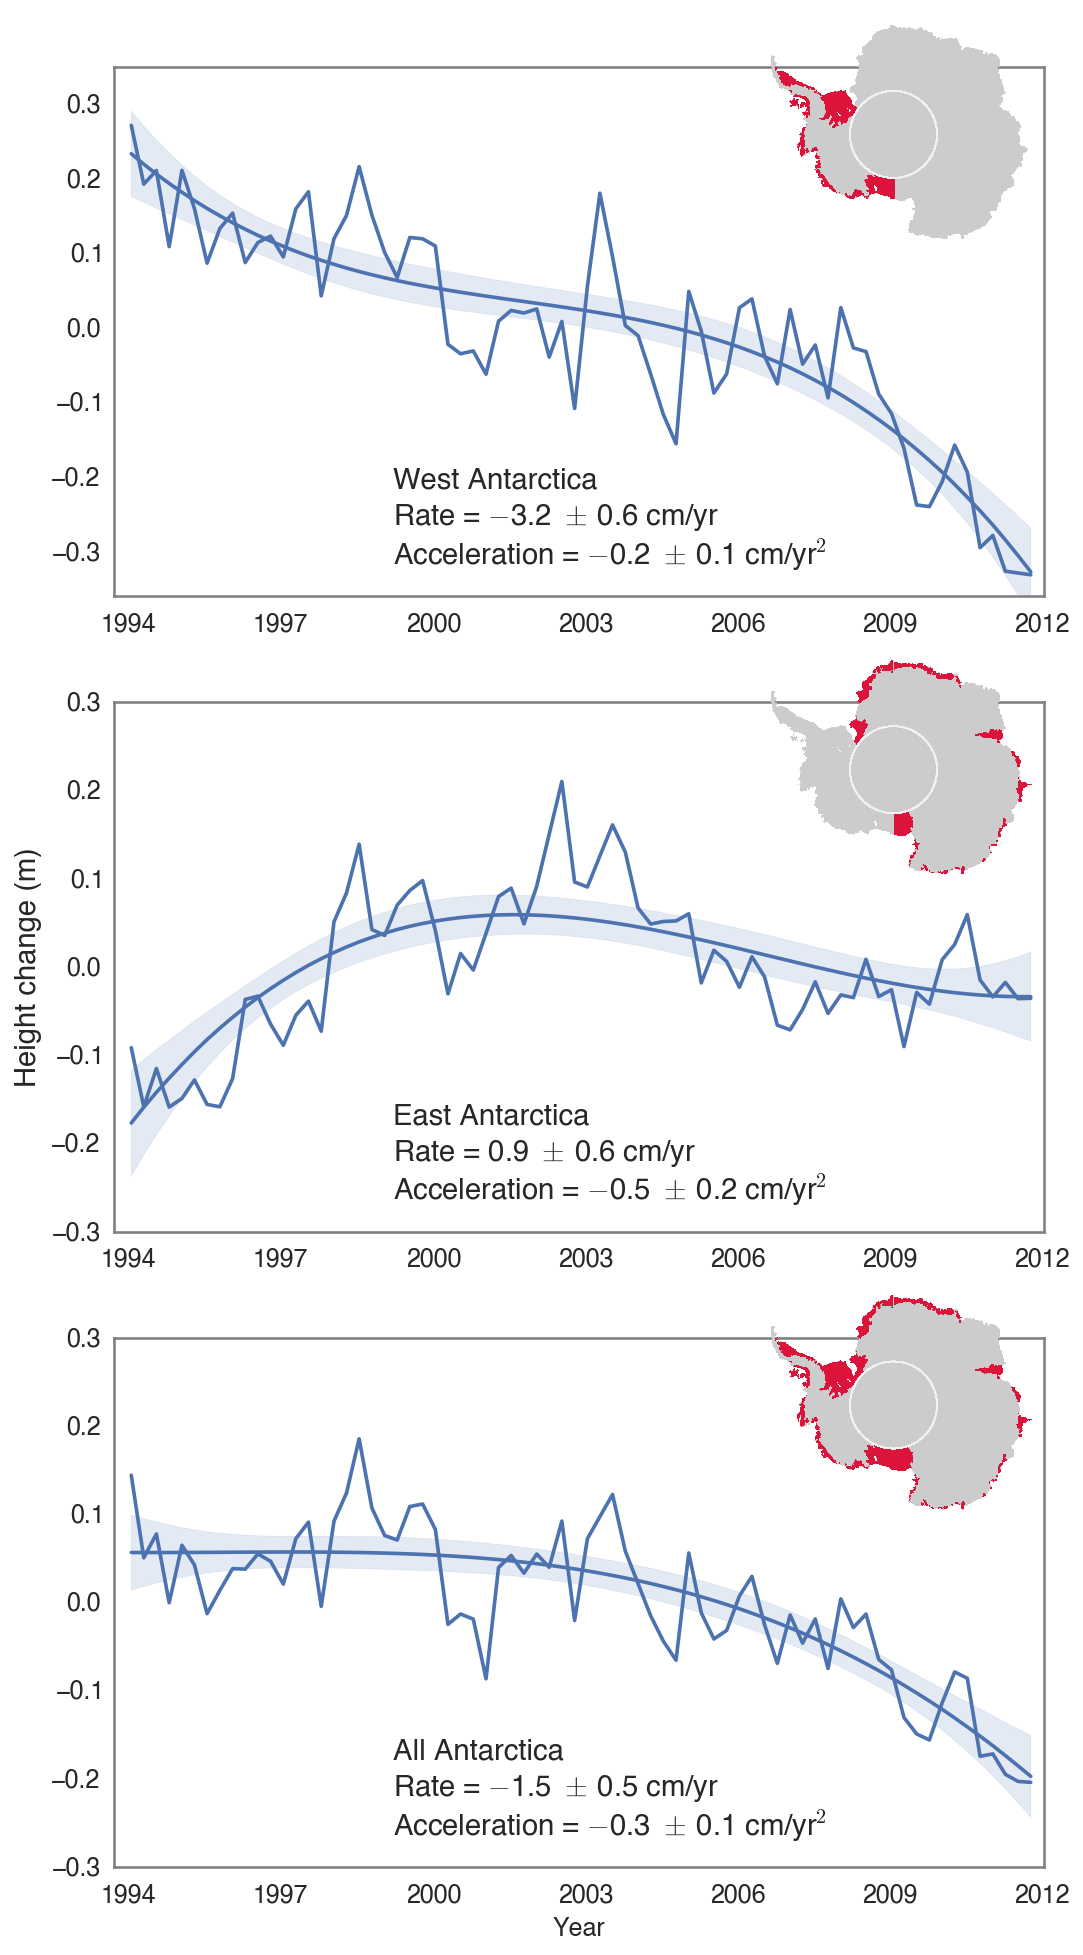 0.3
0.2
0.1
0.0
−0.1
−0.2
−0.3
West Antarctica
Rate = −3.2 ± 0.6 cm/yr
Acceleration = −0.2 ± 0.1 cm/yr²
1994 1997 2000 2003 2006 2009 2012
Height change (m)
0.3
0.2
0.1
0.0
−0.1
−0.2
−0.3
East Antarctica
Rate = 0.9 ± 0.6 cm/yr
Acceleration = −0.5 ± 0.2 cm/yr²
1994 1997 2000 2003 2006 2009 2012
0.3
0.2
0.1
0.0
−0.1
−0.2
−0.3
All Antarctica
Rate = −1.5 ± 0.5 cm/yr
Acceleration = −0.3 ± 0.1 cm/yr²
1994 1997 2000 2003 2006 2009 2012
Year